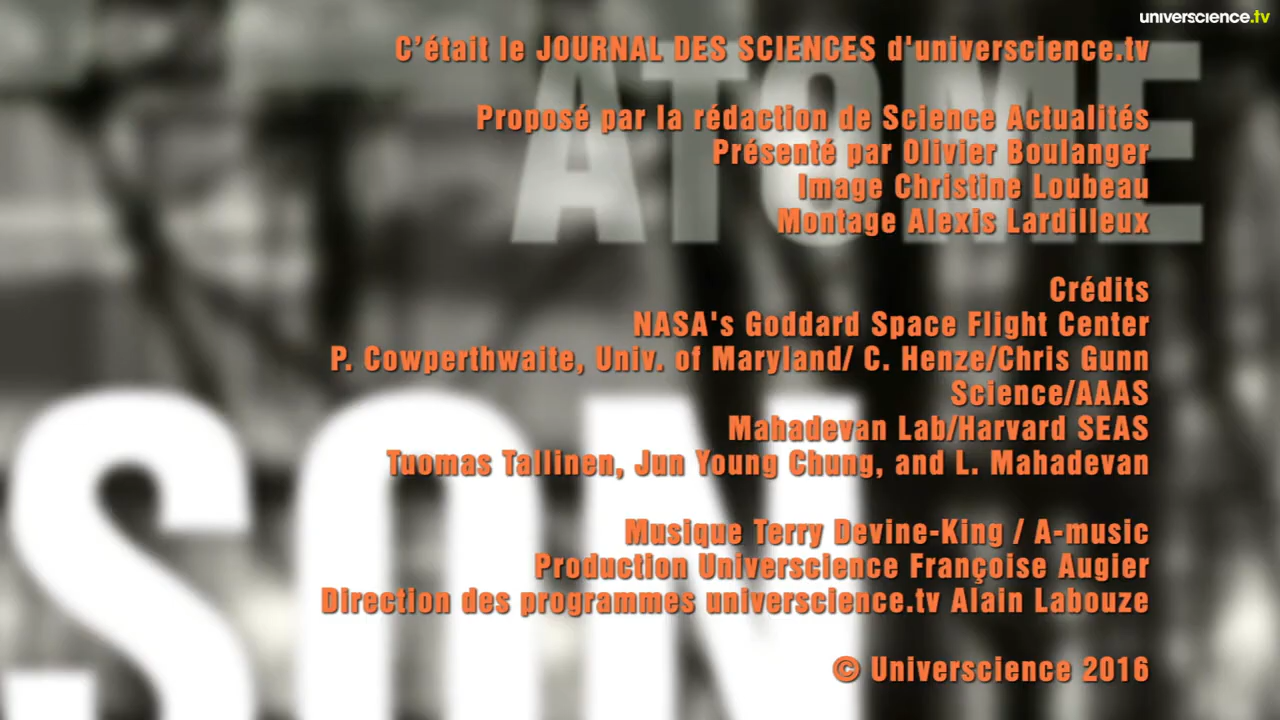 universcience.tv
C'était le JOURNAL DES SCIENCES d'universcience.tv
ATOME
Proposé par la rédaction de Science Actualités
Présenté par Olivier Boulanger
Image Christine Loubeau
Montage Alexis Lardilleux
Crédits
NASA's Goddard Space Flight Center
P. Cowperthwaite, Univ. of Maryland/ C. Henze/Chris Gunn
Science/AAAS
Mahadevan Lab/Harvard SEAS
Tuomas Tallinen, Jun Young Chung, and L. Mahadevan
SON
Musique Terry Devine-King / A-music
Production Universcience Françoise Augier
Direction des programmes universcience.tv Alain Labouze
© Universcience 2016